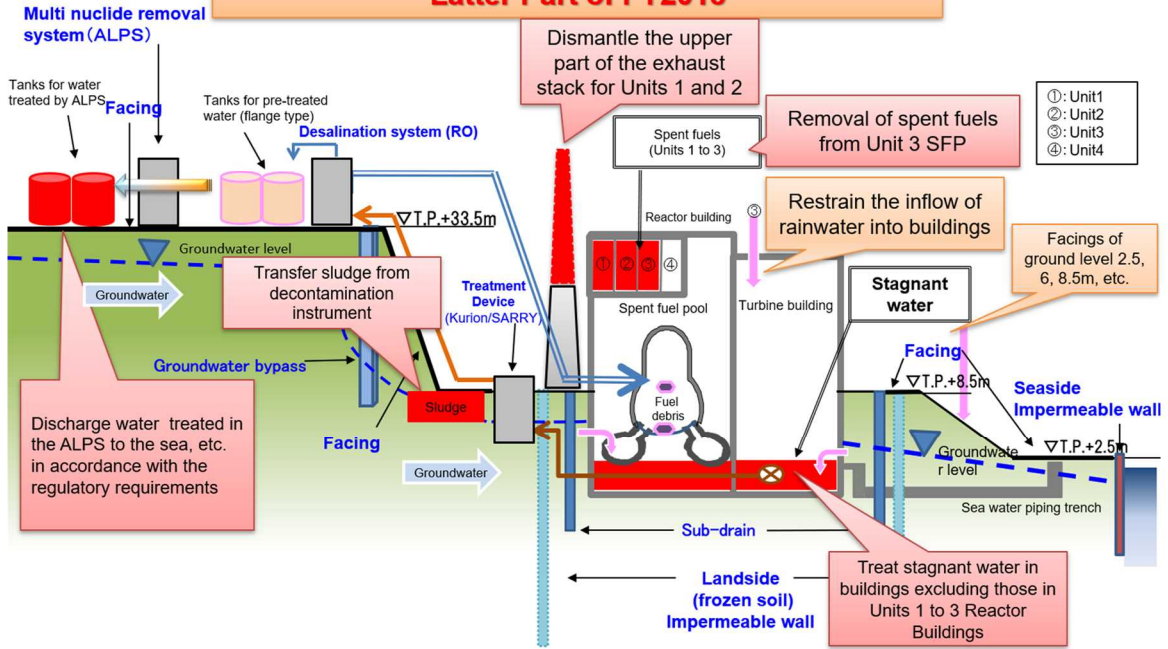 Multi nuclide removal
system(ALPS)
Dismantle the upper
part of the exhaust
stack for Units 1 and 2
Tanks for water
treated by ALPS
Facing
Tanks for pre-treated
water (flange type)
Desalination system (RO)
Spent fuels
(Units 1 to 3)
Removal of spent fuels
from Unit 3 SFP
①: Unit1
②: Unit2
③: Unit3
④: Unit4
▽T.P.+33.5m
Reactor building
③
Restrain the inflow of
rainwater into buildings
Facings of
ground level 2.5,
6, 8.5m, etc.
Groundwater level
Groundwater
Transfer sludge from
decontamination
instrument
Treatment
Device
(Kurion/SARRY)
① ② ③ ④
Spent fuel pool
Turbine building
Stagnant
water
Groundwater bypass
Facing
▽T.P.+8.5m
Seaside
Impermeable wall
Discharge water treated in
the ALPS to the sea, etc.
in accordance with the
regulatory requirements
Sludge
Fuel
debris
Facing
Groundwater
Groundwate
r level
▽T.P.+2.5m
Sea water piping trench
Sub-drain
Landside
(frozen soil)
Impermeable wall
Treat stagnant water in
buildings excluding those in
Units 1 to 3 Reactor
Buildings